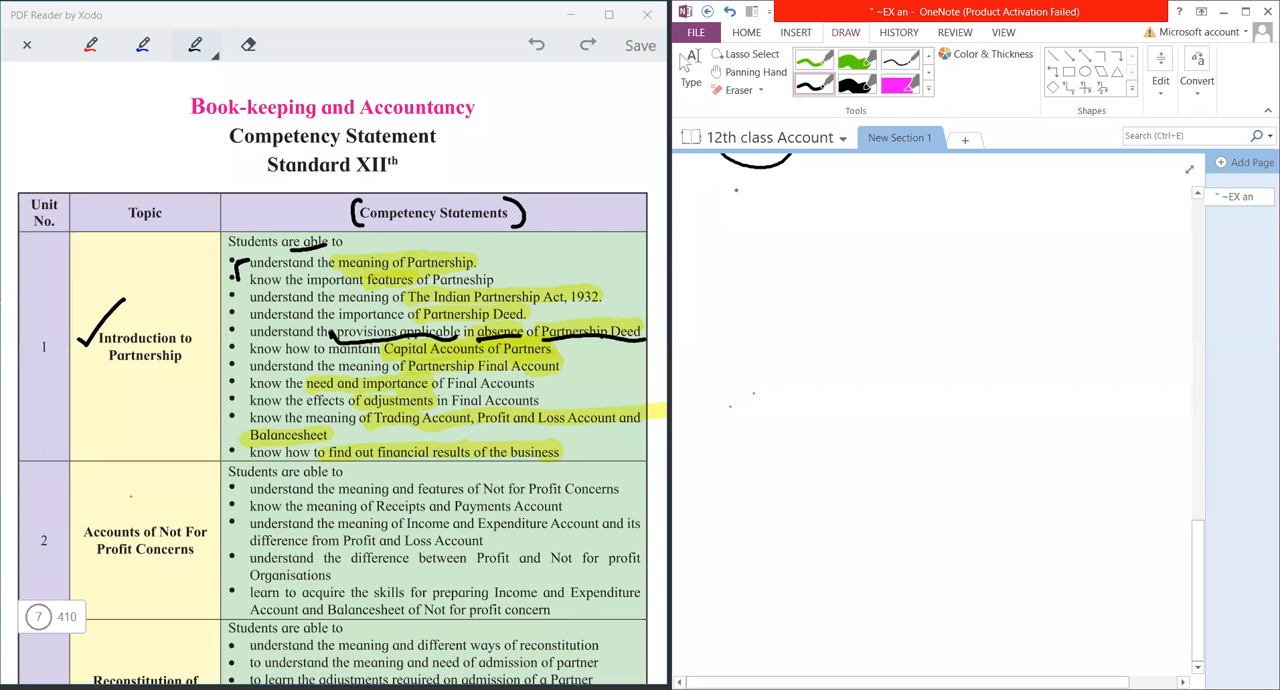 PDF Reader by Xodo
Save
Book-keeping and Accountancy
Competency Statement
Standard XIIth
Unit No.
Topic
Competency Statements
1
Introduction to Partnership
Students are able to
• understand the meaning of Partnership.
• know the important features of Partneship
• understand the meaning of The Indian Partnership Act, 1932.
• understand the importance of Partnership Deed.
• understand the provisions applicable in absence of Partnership Deed
• know how to maintain Capital Accounts of Partners
• understand the meaning of Partnership Final Account
• know the need and importance of Final Accounts
• know the effects of adjustments in Final Accounts
• know the meaning of Trading Account, Profit and Loss Account and
Balancesheet
• know how to find out financial results of the business
2
Accounts of Not For
Profit Concerns
Students are able to
• understand the meaning and features of Not for Profit Concerns
• know the meaning of Receipts and Payments Account
• understand the meaning of Income and Expenditure Account and its
difference from Profit and Loss Account
• understand the difference between Profit and Not for profit
Organisations
• learn to acquire the skills for preparing Income and Expenditure
Account and Balancesheet of Not for profit concern
7 410
Reconstitution of
Students are able to
• understand the meaning and different ways of reconstitution
• to understand the meaning and need of admission of partner
• to learn the adjustments required on admission of a Partner
" ~EX an - OneNote (Product Activation Failed)
FILE HOME INSERT DRAW HISTORY REVIEW VIEW
Microsoft account
Type
Lasso Select
Panning Hand
Eraser
Color & Thickness
Edit
Convert
Tools
Shapes
12th class Account
New Section 1
Search (Ctrl+E)
Add Page
" ~EX an